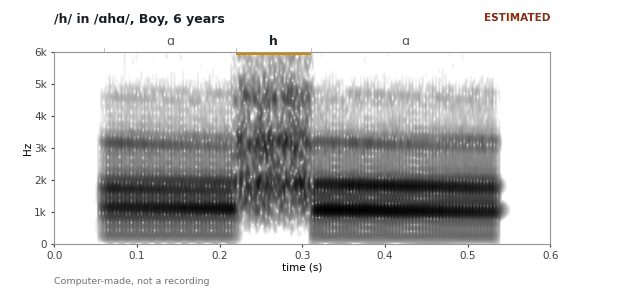 /h/ in /ɑhɑ/, Boy, 6 years
ESTIMATED
ɑ h ɑ
6k
5k
4k
3k
2k
1k
0
Hz
0.0 0.1 0.2 0.3 0.4 0.5 0.6
time (s)
Computer-made, not a recording